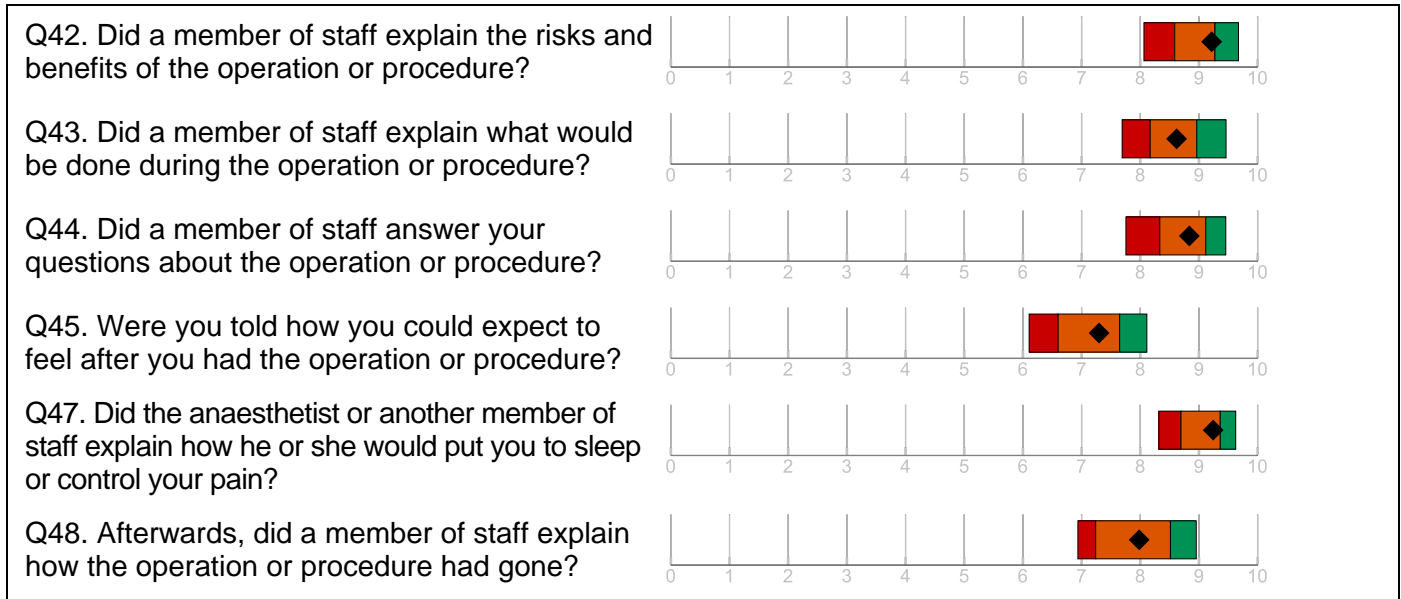 Q42. Did a member of staff explain the risks and
benefits of the operation or procedure?
0 1 2 3 4 5 6 7 8 9 10
Q43. Did a member of staff explain what would
be done during the operation or procedure?
0 1 2 3 4 5 6 7 8 9 10
Q44. Did a member of staff answer your
questions about the operation or procedure?
0 1 2 3 4 5 6 7 8 9 10
Q45. Were you told how you could expect to
feel after you had the operation or procedure?
0 1 2 3 4 5 6 7 8 9 10
Q47. Did the anaesthetist or another member of
staff explain how he or she would put you to sleep
or control your pain?
0 1 2 3 4 5 6 7 8 9 10
Q48. Afterwards, did a member of staff explain
how the operation or procedure had gone?
0 1 2 3 4 5 6 7 8 9 10